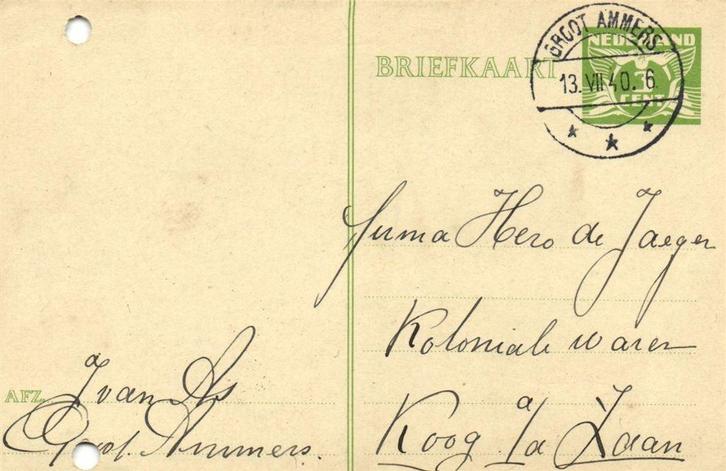 GROOT AMMERS
13. VII 40. 6
NEDERLAND
3
CENT
BRIEFKAART
Firma Hero de Jaeger
Koloniale waren
Koog a/d Zaan
AFZ.
J van As
Groot Ammers.